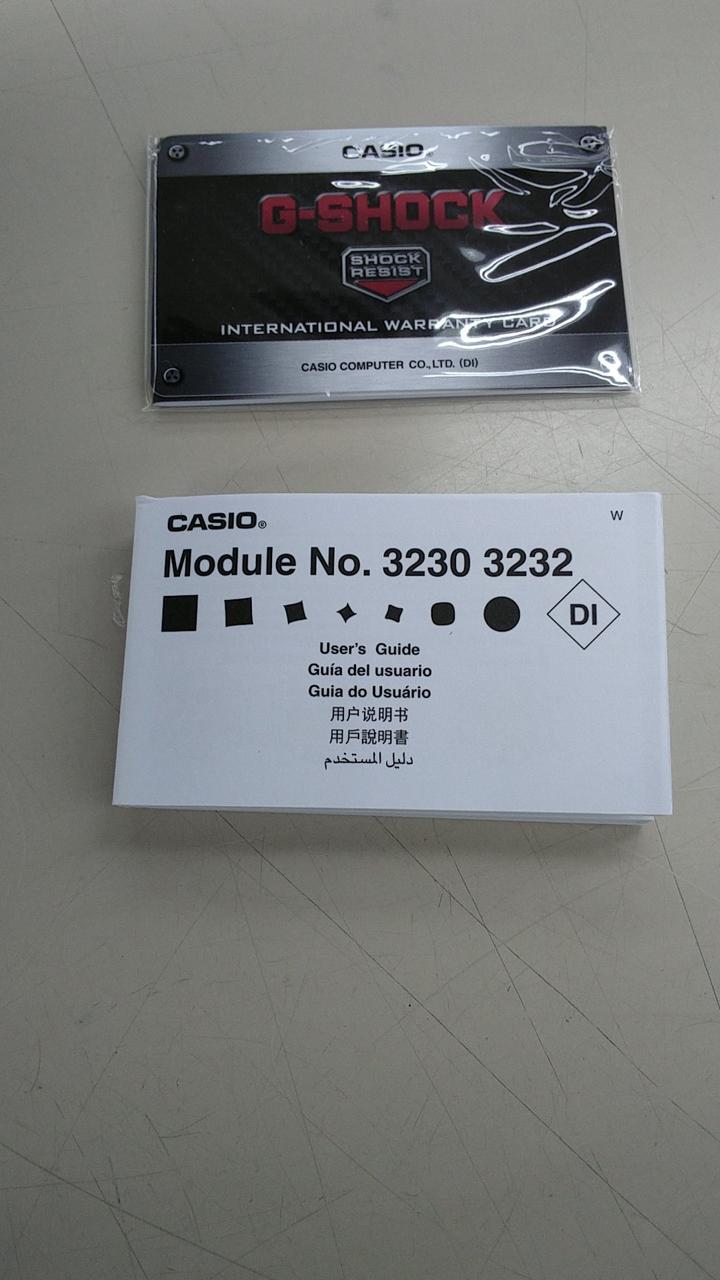 CASIO®
G-SHOCK
SHOCK
RESIST
INTERNATIONAL WARRANTY CARD
CASIO COMPUTER CO.,LTD. (DI)
CASIO® W
Module No. 3230 3232
DI
User's Guide
Guía del usuario
Guia do Usuário
用户说明书
用戶說明書
دليل المستخدم